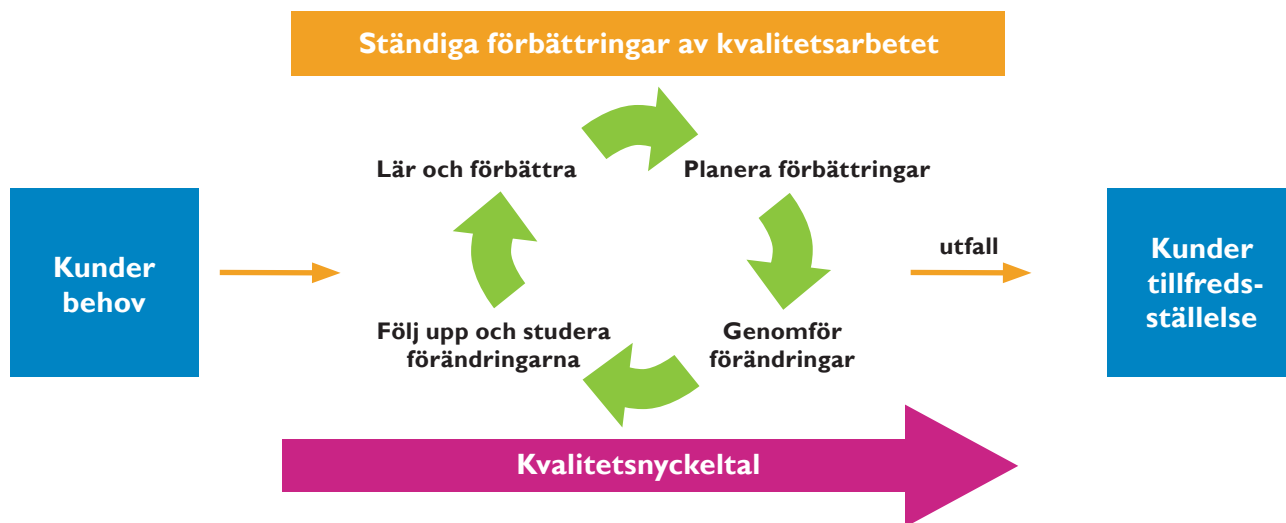 Ständiga förbättringar av kvalitetsarbetet
Lär och förbättra
Planera förbättringar
Kunder
behov
utfall
Kunder
tillfreds-
ställelse
Följ upp och studera
förändringarna
Genomför
förändringar
Kvalitetsnyckeltal